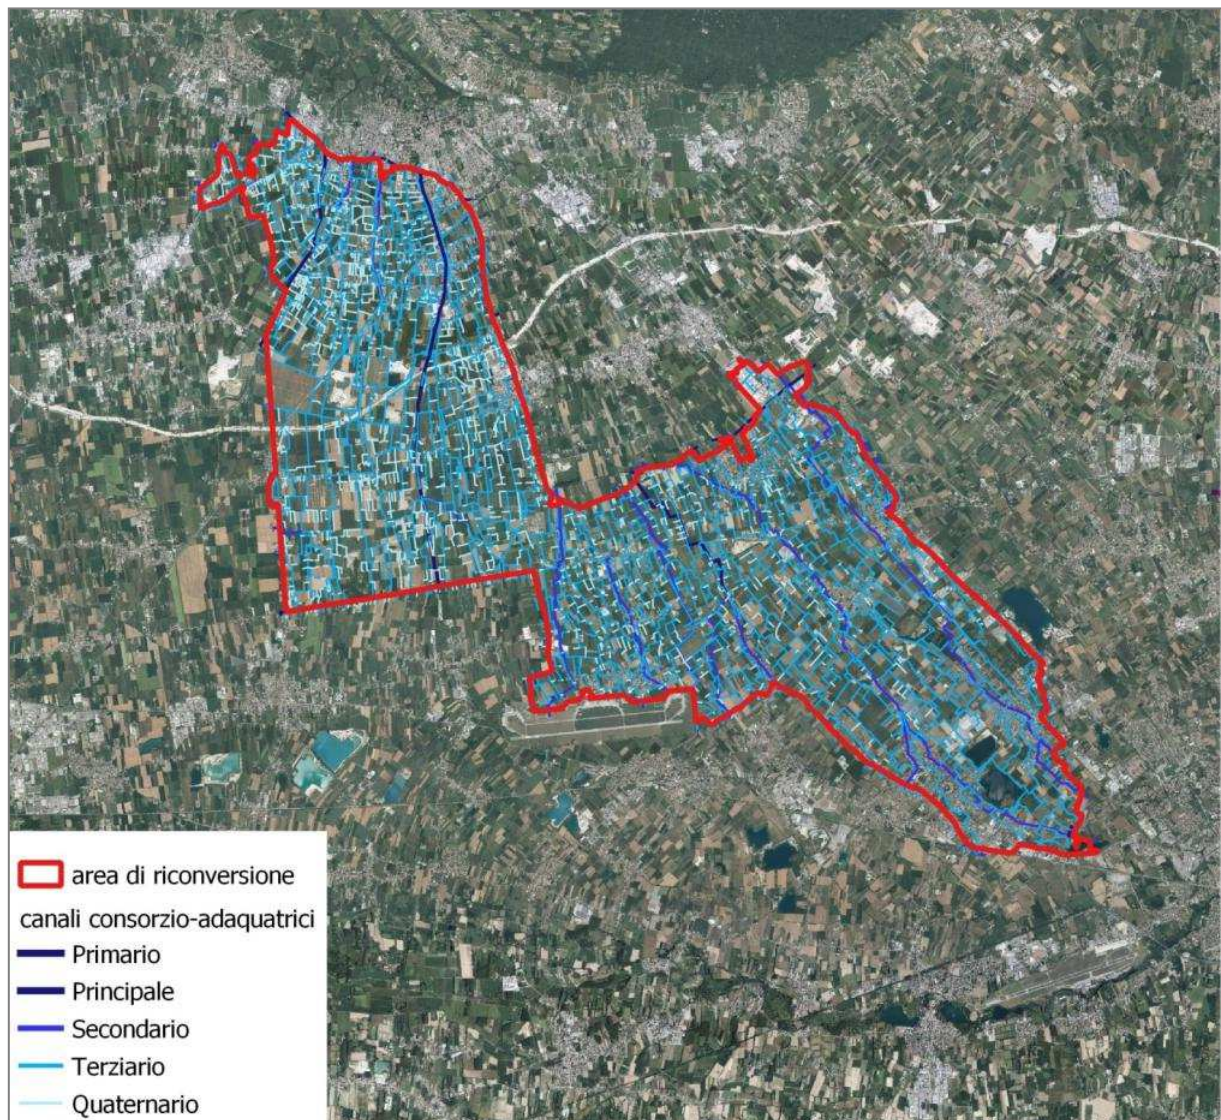 area di riconversione
canali consorzio-adaquatrici
Primario
Principale
Secondario
Terziario
Quaternario